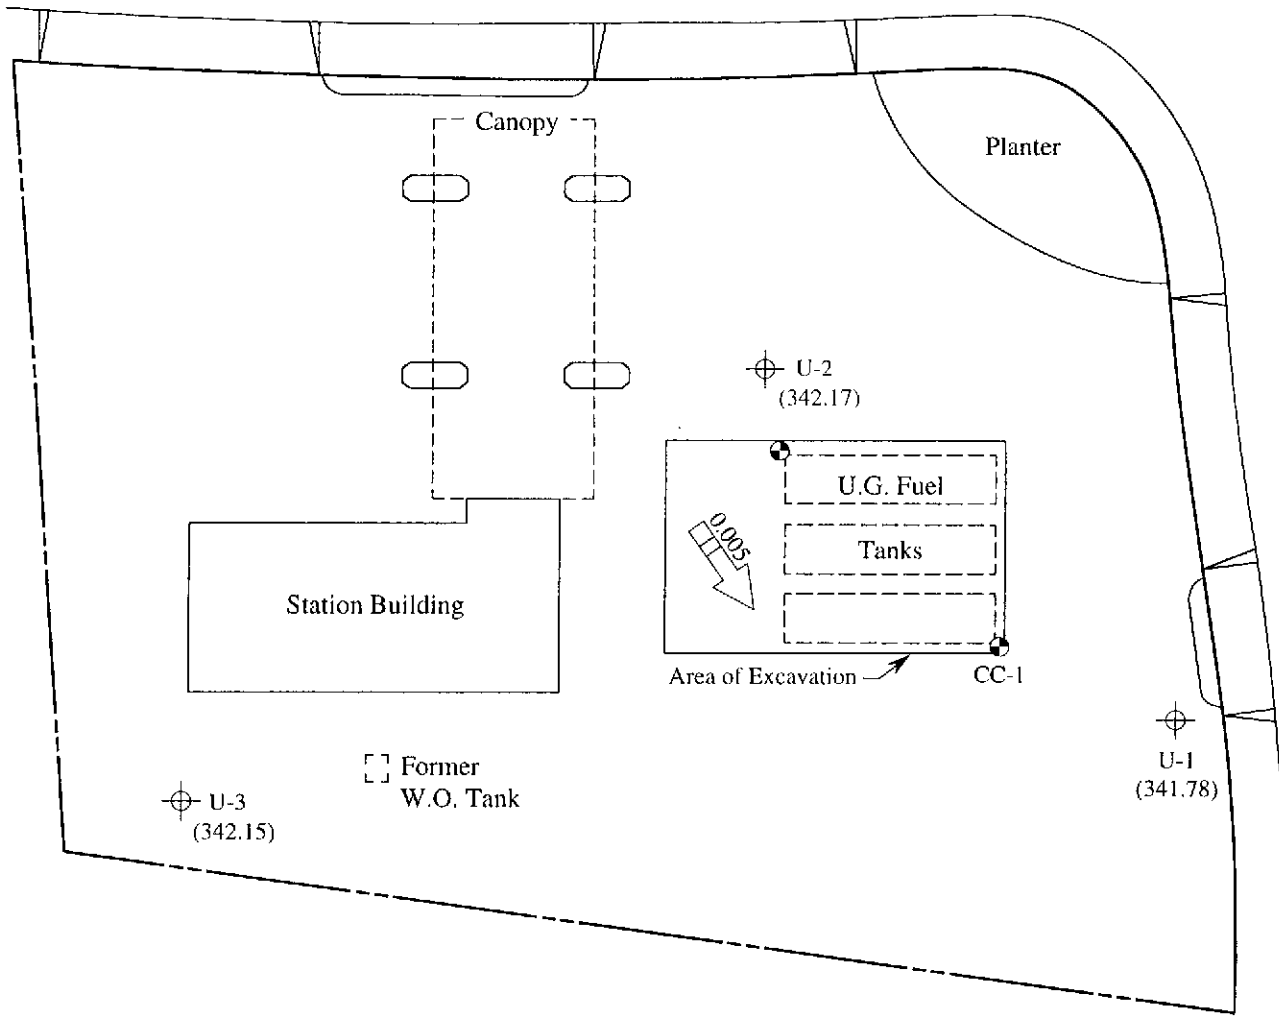 Canopy
Planter
U-2
(342.17)
U.G. Fuel
0.005
Tanks
Station Building
Area of Excavation
CC-1
U-1
(341.78)
Former
W.O. Tank
U-3
(342.15)